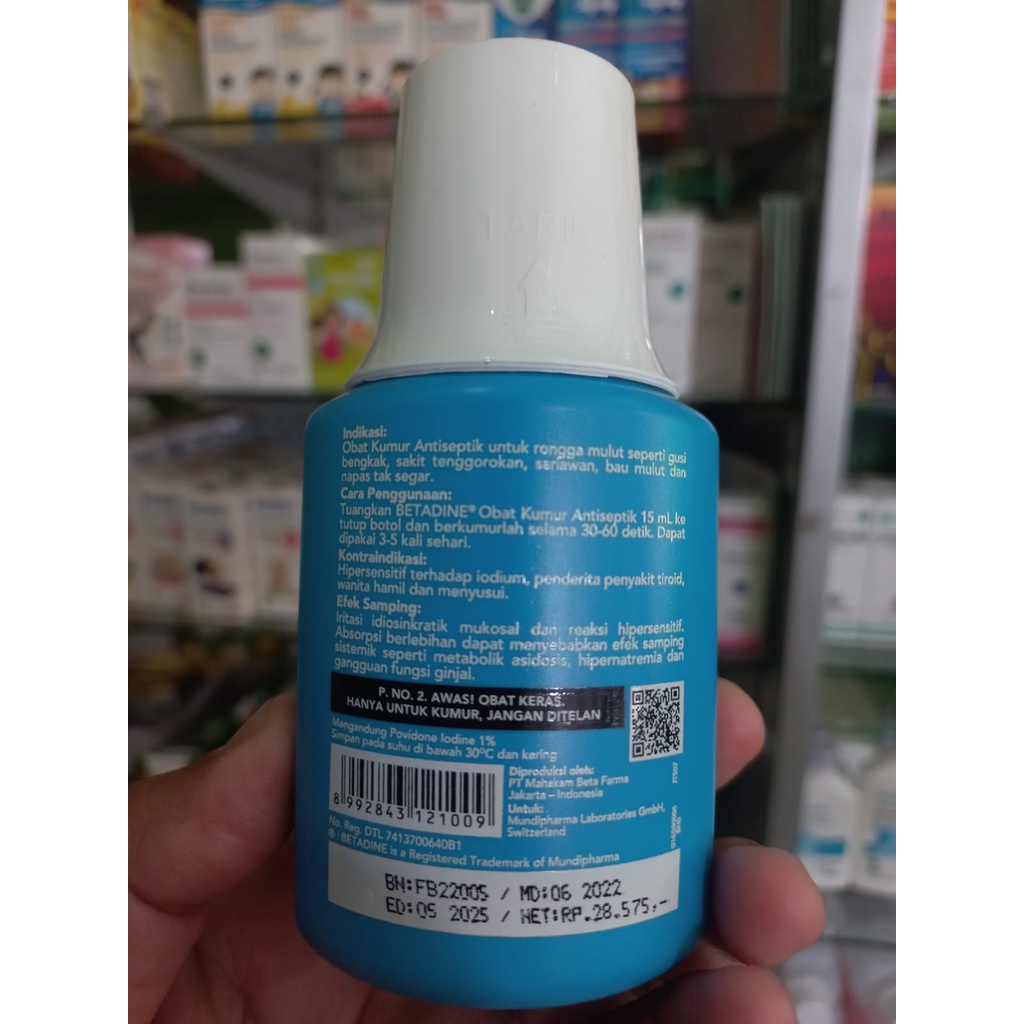 TARIK
Indikasi:
Obat Kumur Antiseptik untuk rongga mulut seperti gusi
bengkak, sakit tenggorokan, sariawan, bau mulut dan
napas tak segar.
Cara Penggunaan:
Tuangkan BETADINE® Obat Kumur Antiseptik 15 mL ke
tutup botol dan berkumurlah selama 30-60 detik. Dapat
dipakai 3-5 kali sehari.
Kontraindikasi:
Hipersensitif terhadap iodium, penderita penyakit tiroid,
wanita hamil dan menyusui.
Efek Samping:
Iritasi idiosinkratik mukosal dan reaksi hipersensitif.
Absorpsi berlebihan dapat menyebabkan efek samping
sistemik seperti metabolik asidosis, hipernatremia dan
gangguan fungsi ginjal.
P. NO. 2. AWAS! OBAT KERAS.
HANYA UNTUK KUMUR, JANGAN DITELAN
Mengandung Povidone Iodine 1%
Simpan pada suhu di bawah 30°C dan kering
8 992843 121009
Diproduksi oleh:
PT Mahakam Beta Farma
Jakarta – Indonesia
Untuk:
Mundipharma Laboratories GmbH,
Switzerland
No. Reg. DTL 7413700640B1
® : BETADINE is a Registered Trademark of Mundipharma
BN:FB22005 / MD:06 2022
ED:05 2025 / NET:RP.28.575,-